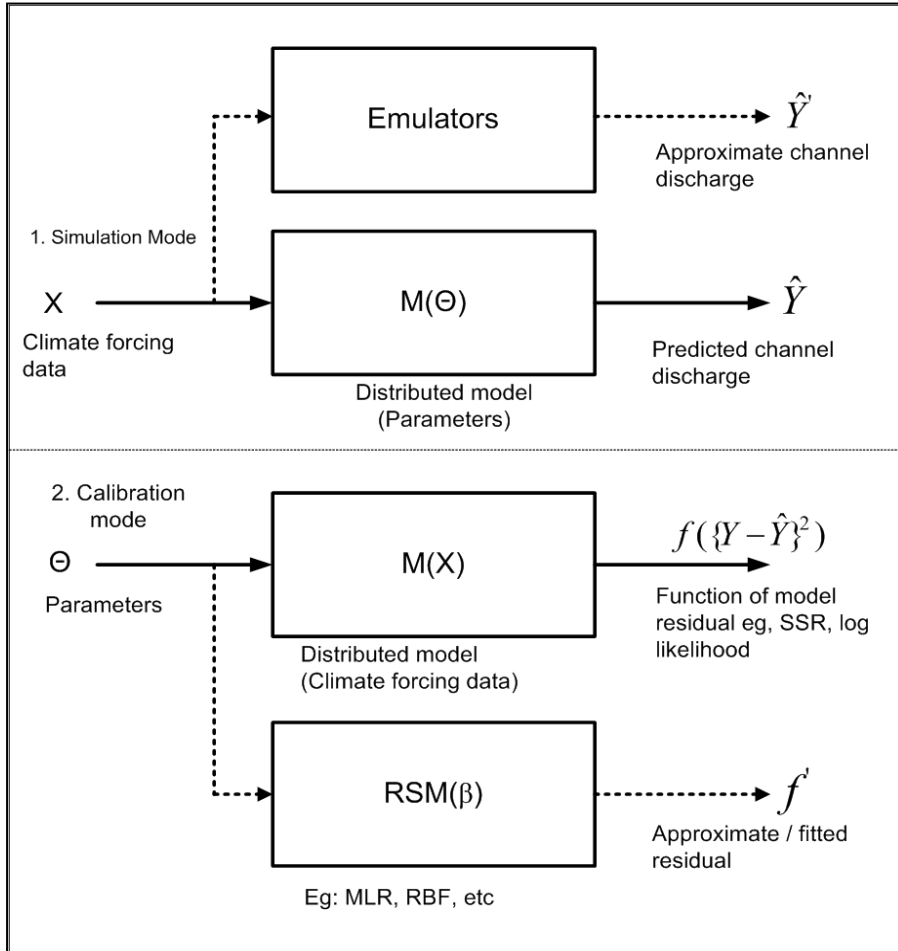 Emulators
Ŷ'
Approximate channel
discharge
1. Simulation Mode
X
Climate forcing
data
M(Θ)
Distributed model
(Parameters)
Ŷ
Predicted channel
discharge
2. Calibration
mode
Θ
Parameters
M(X)
Distributed model
(Climate forcing data)
f({Y − Ŷ}²)
Function of model
residual eg, SSR, log
likelihood
RSM(β)
Eg: MLR, RBF, etc
f'
Approximate / fitted
residual